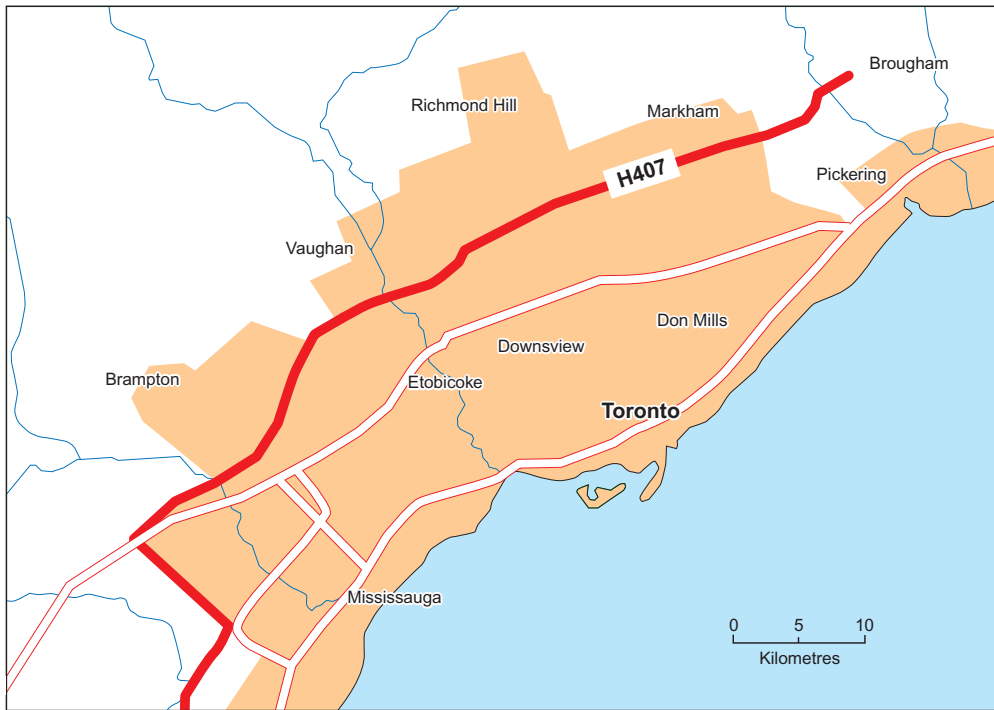 Brougham
Richmond Hill
Markham
H407
Pickering
Vaughan
Don Mills
Downsview
Brampton
Etobicoke
Toronto
Mississauga
0 5 10
Kilometres